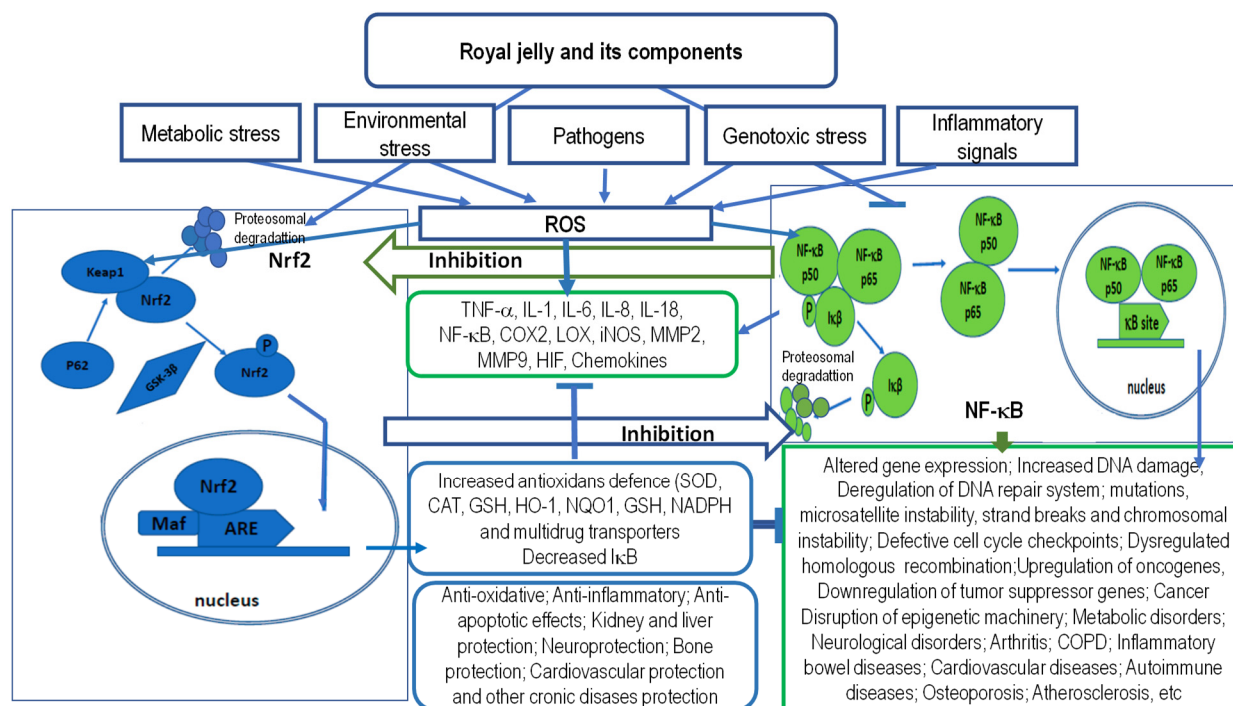 Royal jelly and its components
Metabolic stress
Environmental
stress
Pathogens
Genotoxic stress
Inflammatory
signals
ROS
Proteosomal
degradattion
Nrf2
Keap1
Nrf2
P62
GSK-3β
P
Nrf2
Nrf2
Maf
ARE
nucleus
Inhibition
TNF-α, IL-1, IL-6, IL-8, IL-18,
NF-κB, COX2, LOX, iNOS, MMP2,
MMP9, HIF, Chemokines
Inhibition
Increased antioxidans defence (SOD,
CAT, GSH, HO-1, NQO1, GSH, NADPH
and multidrug transporters
Decreased IκB
Anti-oxidative; Anti-inflammatory; Anti-
apoptotic effects; Kidney and liver
protection; Neuroprotection; Bone
protection; Cardiovascular protection
and other cronic disases protection
NF-κB
p50
NF-κB
p65
P
Iκβ
Proteosomal
degradattion
P
Iκβ
NF-κB
p50
NF-κB
p65
NF-κB
p50
NF-κB
p65
κB site
nucleus
NF-κB
Altered gene expression; Increased DNA damage,
Deregulation of DNA repair system; mutations,
microsatellite instability, strand breaks and chromosomal
instability; Defective cell cycle checkpoints; Dysregulated
homologous recombination;Upregulation of oncogenes,
Downregulation of tumor suppressor genes; Cancer
Disruption of epigenetic machinery; Metabolic disorders;
Neurological disorders; Arthritis; COPD; Inflammatory
bowel diseases; Cardiovascular diseases; Autoimmune
diseases; Osteoporosis; Atherosclerosis, etc